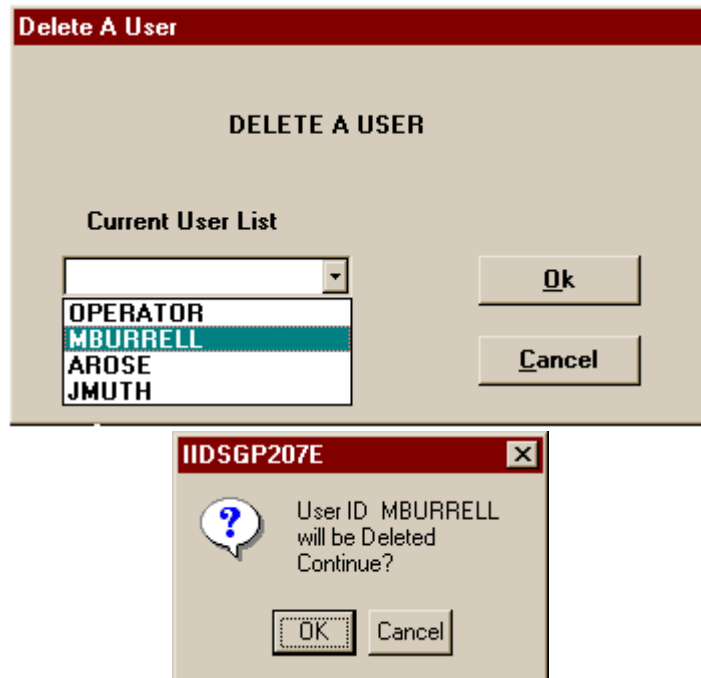 Delete A User
DELETE A USER
Current User List
Ok
OPERATOR
MBURRELL
AROSE
JMUTH
Cancel
IIDSGP207E
?
User ID MBURRELL
will be Deleted
Continue?
OK Cancel